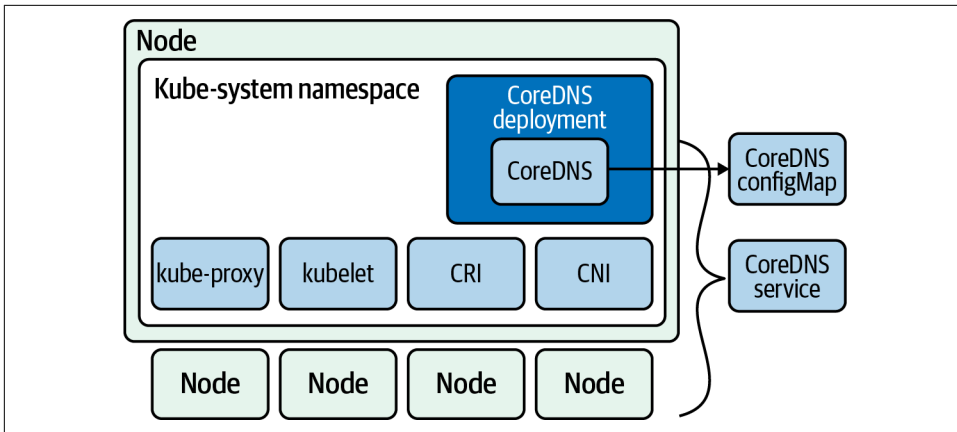 Node
Kube-system namespace
CoreDNS
deployment
CoreDNS
CoreDNS
configMap
kube-proxy
kubelet
CRI
CNI
CoreDNS
service
Node
Node
Node
Node